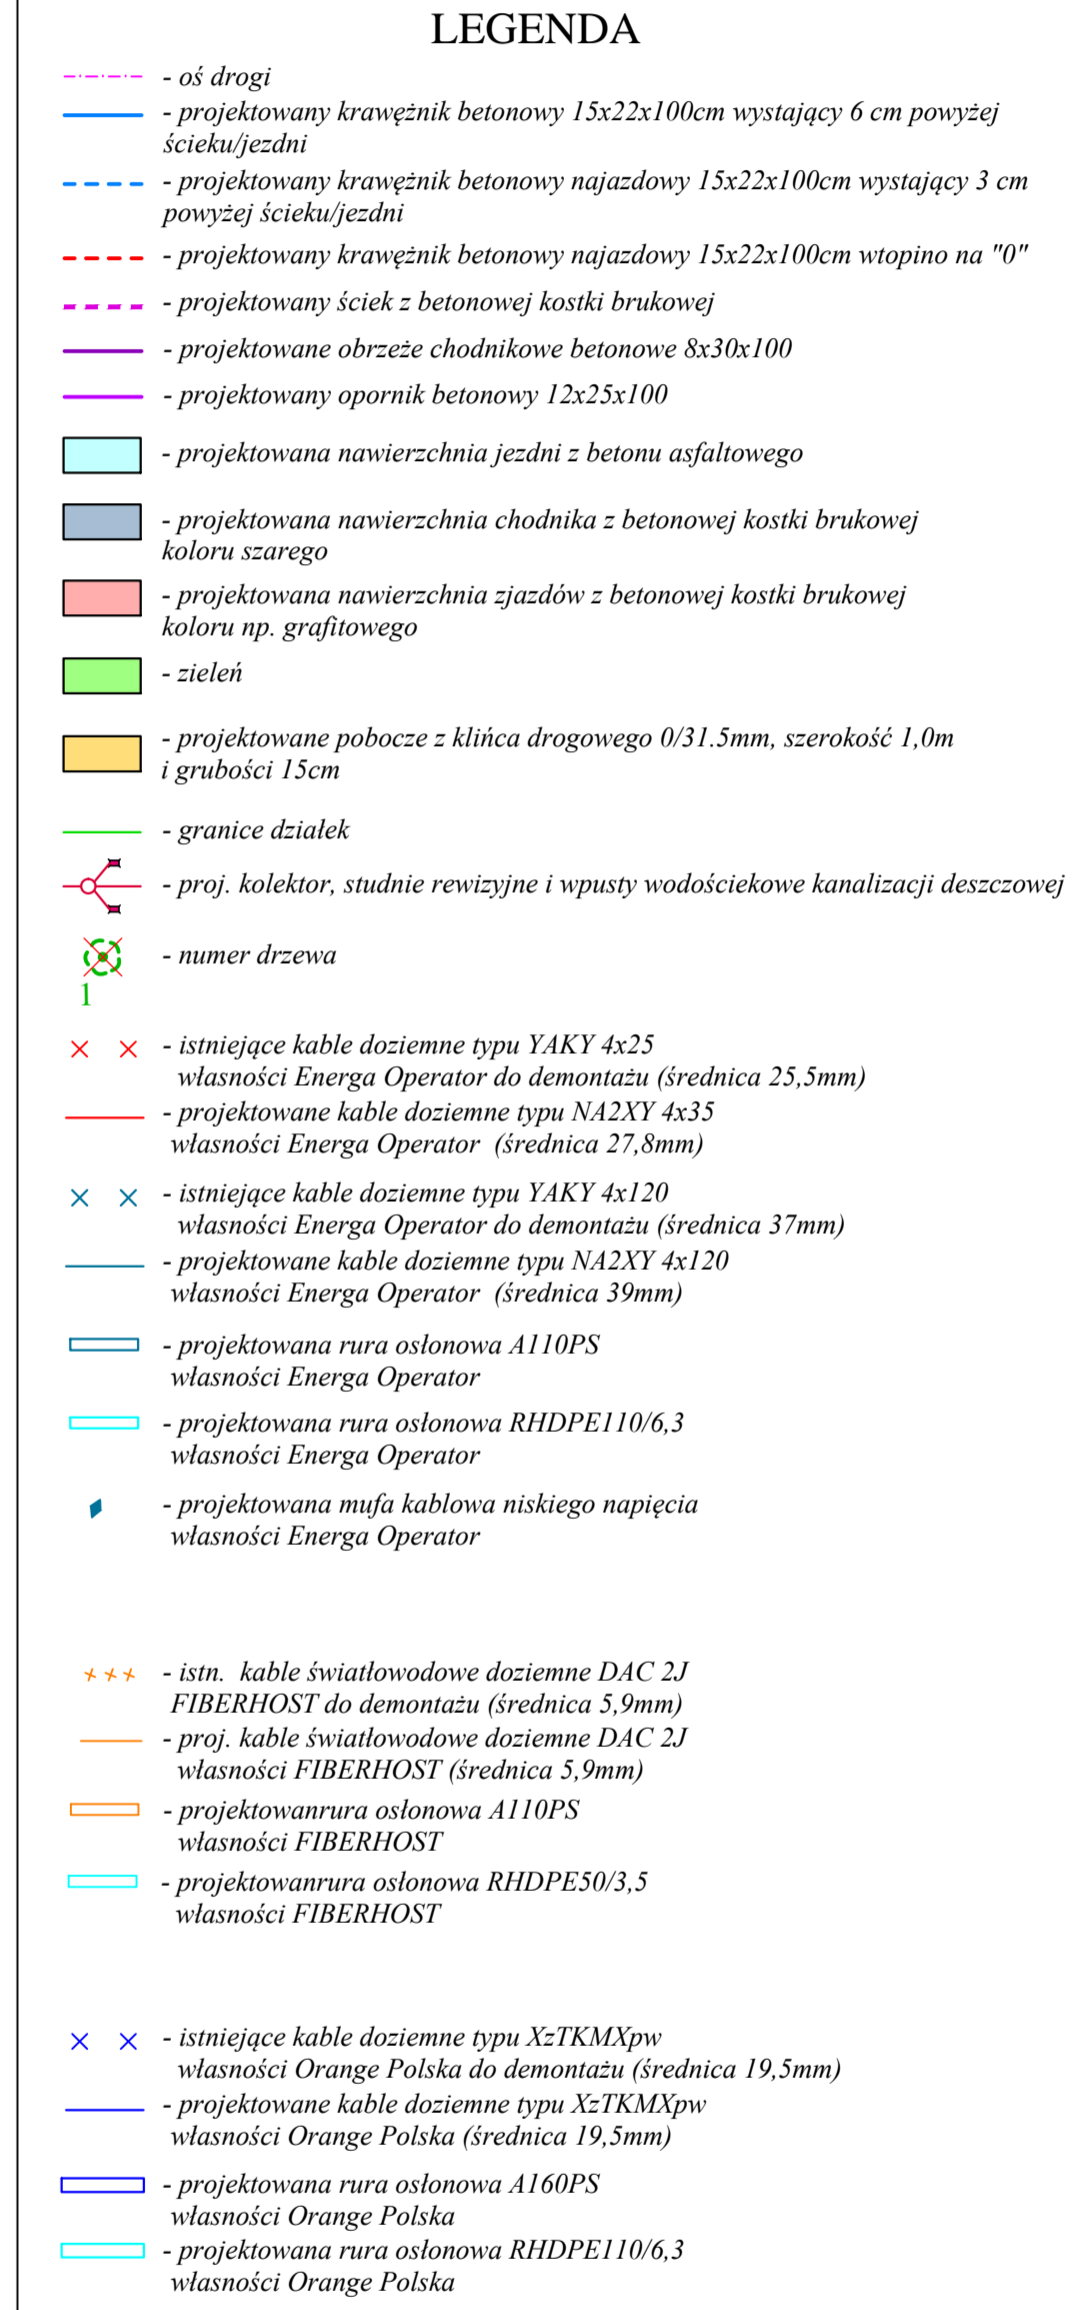 LEGENDA
- oś drogi
- projektowany krawężnik betonowy 15x22x100cm wystający 6 cm powyżej
ścieku/jezdni
- projektowany krawężnik betonowy najazdowy 15x22x100cm wystający 3 cm
powyżej ścieku/jezdni
- projektowany krawężnik betonowy najazdowy 15x22x100cm wtopino na "0"
- projektowany ściek z betonowej kostki brukowej
- projektowane obrzeże chodnikowe betonowe 8x30x100
- projektowany opornik betonowy 12x25x100
- projektowana nawierzchnia jezdni z betonu asfaltowego
- projektowana nawierzchnia chodnika z betonowej kostki brukowej
koloru szarego
- projektowana nawierzchnia zjazdów z betonowej kostki brukowej
koloru np. grafitowego
- zieleń
- projektowane pobocze z klińca drogowego 0/31.5mm, szerokość 1,0m
i grubości 15cm
- granice działek
- proj. kolektor, studnie rewizyjne i wpusty wodościekowe kanalizacji deszczowej
- numer drzewa
1
- istniejące kable doziemne typu YAKY 4x25
własności Energa Operator do demontażu (średnica 25,5mm)
- projektowane kable doziemne typu NA2XY 4x35
własności Energa Operator (średnica 27,8mm)
- istniejące kable doziemne typu YAKY 4x120
własności Energa Operator do demontażu (średnica 37mm)
- projektowane kable doziemne typu NA2XY 4x120
własności Energa Operator (średnica 39mm)
- projektowana rura osłonowa A110PS
własności Energa Operator
- projektowana rura osłonowa RHDPE110/6,3
własności Energa Operator
- projektowana mufa kablowa niskiego napięcia
własności Energa Operator
- istn. kable światłowodowe doziemne DAC 2J
FIBERHOST do demontażu (średnica 5,9mm)
- proj. kable światłowodowe doziemne DAC 2J
własności FIBERHOST (średnica 5,9mm)
- projektowanrura osłonowa A110PS
własności FIBERHOST
- projektowanrura osłonowa RHDPE50/3,5
własności FIBERHOST
- istniejące kable doziemne typu XzTKMXpw
własności Orange Polska do demontażu (średnica 19,5mm)
- projektowane kable doziemne typu XzTKMXpw
własności Orange Polska (średnica 19,5mm)
- projektowana rura osłonowa A160PS
własności Orange Polska
- projektowana rura osłonowa RHDPE110/6,3
własności Orange Polska